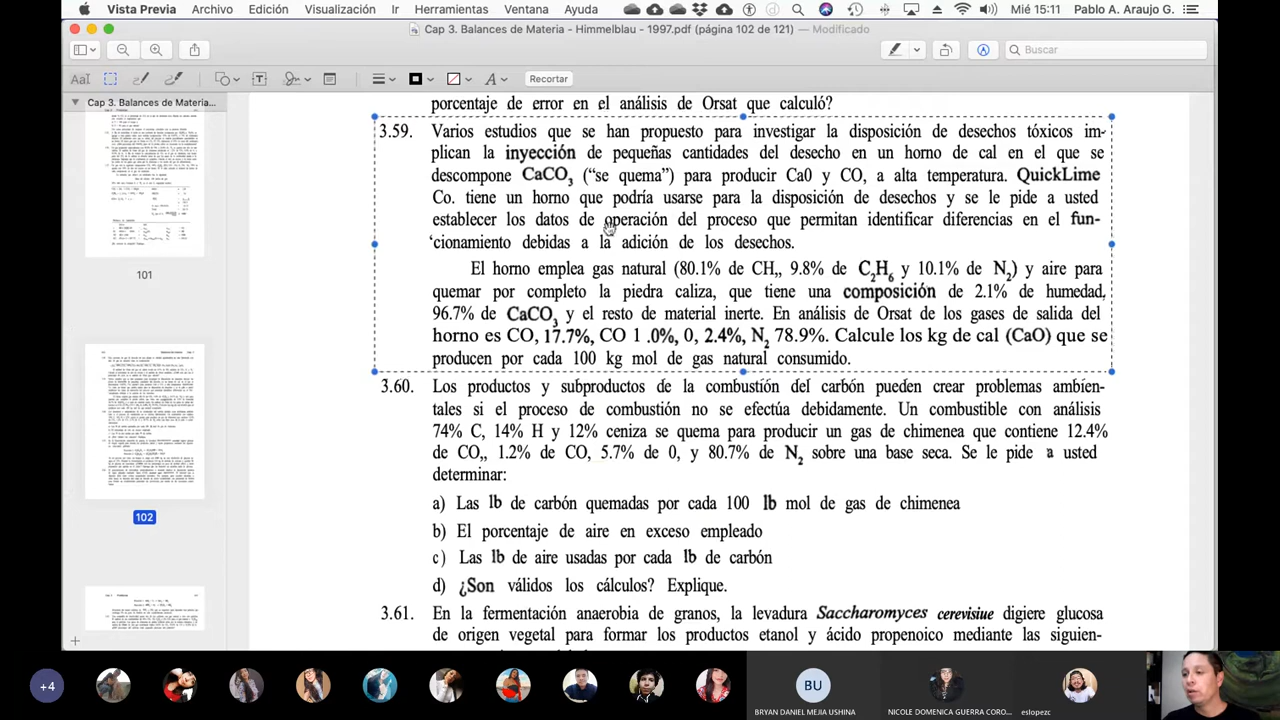 Vista Previa Archivo Edición Visualización Ir Herramientas Ventana Ayuda Mié 15:11 Pablo A. Araujo G.
Cap 3. Balances de Materia - Himmelblau - 1997.pdf (página 102 de 121) — Modificado
Buscar
Recortar
Cap 3. Balances de Materia...
101
102
porcentaje de error en el análisis de Orsat que calculó?
3.59. Varios estudios que se han propuesto para investigar la disposición de desechos tóxicos im-
plican la inyección de pequeñas cantidades del desecho en un horno de cemento que se
descompone CaCO3 (“se quema”) para producir Ca0 y CO, a alta temperatura. QuickLime
Co. tiene un horno que podría usarse para la disposición de desechos y se le pide a usted
establecer los datos de operación del proceso que permitan identificar diferencias en el fun-
‘cionamiento debidas a la adición de los desechos.
El horno emplea gas natural (80.1% de CH,, 9.8% de C2H6 y 10.1% de N2) y aire para
quemar por completo la piedra caliza, que tiene una composición de 2.1% de humedad,
96.7% de CaCO3 y el resto de material inerte. En análisis de Orsat de los gases de salida del
horno es CO, 17.7%, CO 1 .0%, 0, 2.4%, N2 78.9%. Calcule los kg de cal (CaO) que se
producen por cada 100 kg mol de gas natural consumido.
3.60. Los productos y subproductos de la combustión del carbón pueden crear problemas ambien-
tales si el proceso de combustión no se efectúa debidamente. Un combustible con análisis
74% C, 14% H y 12% ceniza se quema para producir un gas de chimenea que contiene 12.4%
de CO,, 1.2% de CO, 5.7% de 0, y 80.7% de N2 en una base seca. Se le pide a usted
determinar:
a) Las lb de carbón quemadas por cada 100 lb mol de gas de chimenea
b) El porcentaje de aire en exceso empleado
c) Las lb de aire usadas por cada lb de carbón
d) ¿Son válidos los cálculos? Explique.
3.61. En la fermentación anaerobia de granos, la levadura Saccharomyces cerevisine digiere glucosa
de origen vegetal para formar los productos etanol y ácido propenoico mediante las siguien-
+4
BU
BRYAN DANIEL MEJIA USHINA
NICOLE DOMENICA GUERRA CORO...
eslopezc